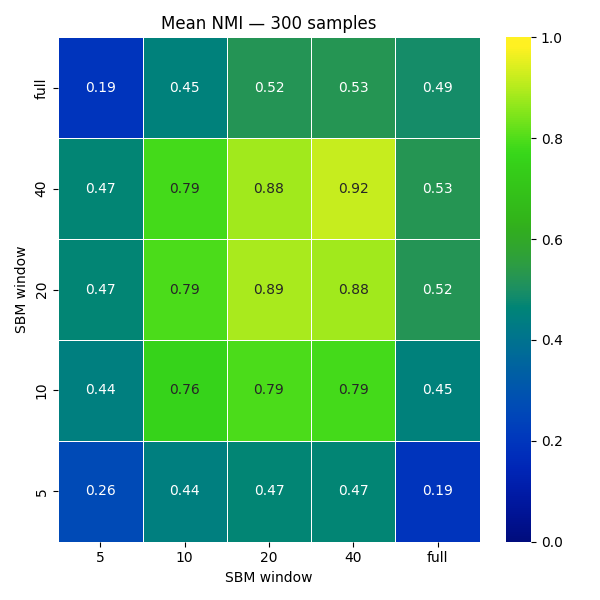 Mean NMI — 300 samples
full 0.19 0.45 0.52 0.53 0.49
40 0.47 0.79 0.88 0.92 0.53
20 0.47 0.79 0.89 0.88 0.52
10 0.44 0.76 0.79 0.79 0.45
5 0.26 0.44 0.47 0.47 0.19
5 10 20 40 full
SBM window
SBM window
1.0
0.8
0.6
0.4
0.2
0.0